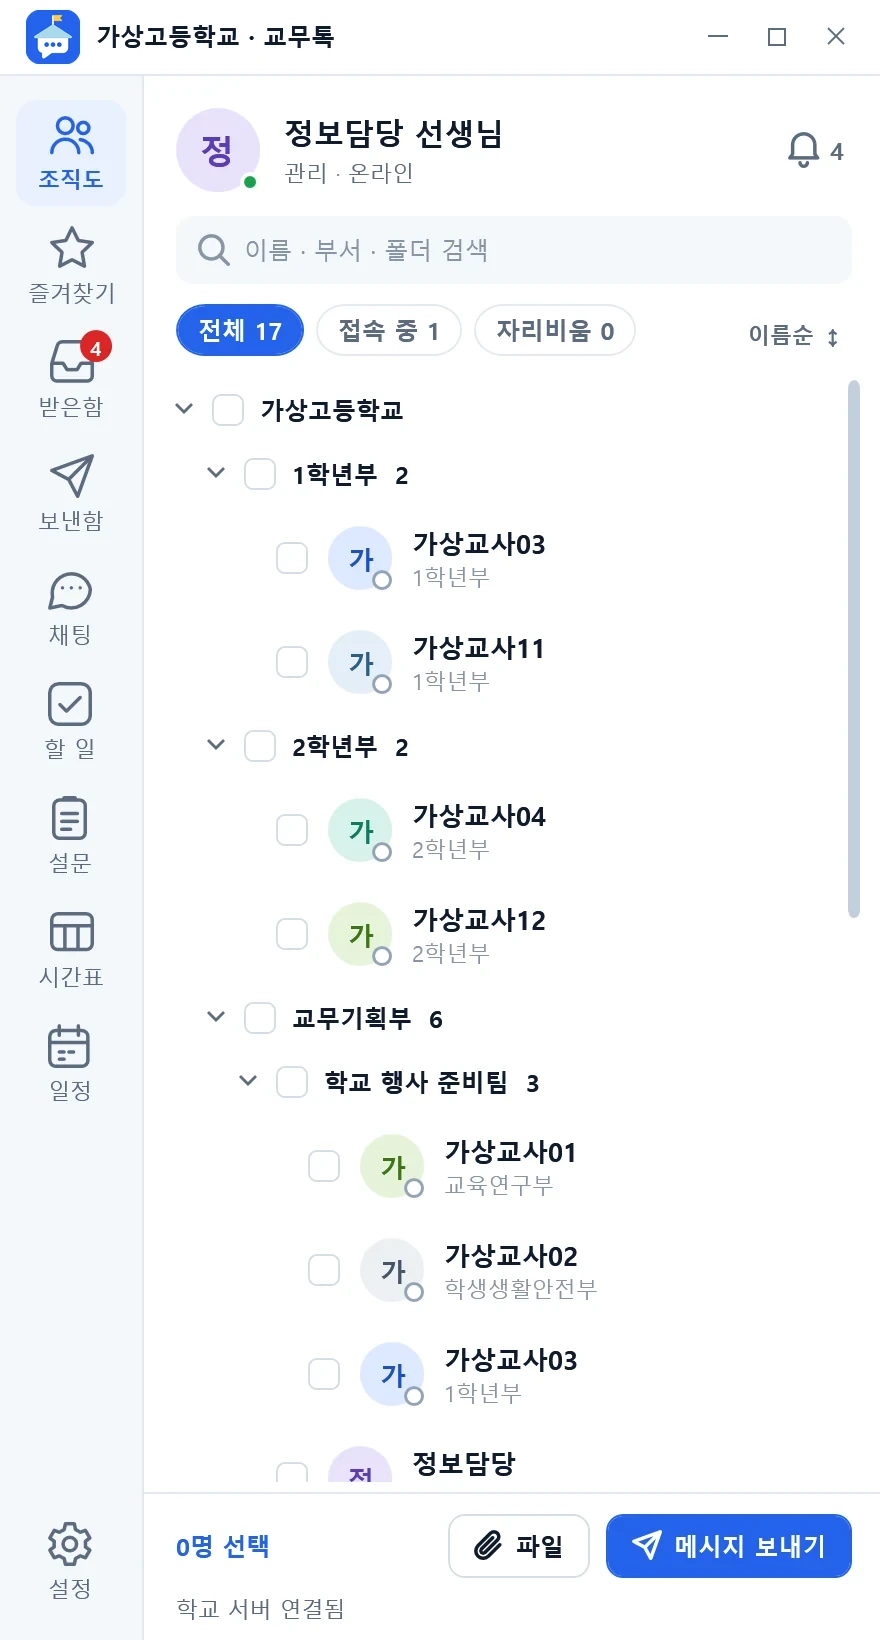 가상고등학교 · 교무톡
조직도
즐겨찾기
4
받은함
보낸함
채팅
할 일
설문
시간표
일정
설정
정
정보담당 선생님
관리 · 온라인
4
이름 · 부서 · 폴더 검색
전체 17
접속 중 1
자리비움 0
이름순
가상고등학교
1학년부 2
가
가상교사03
1학년부
가
가상교사11
1학년부
2학년부 2
가
가상교사04
2학년부
가
가상교사12
2학년부
교무기획부 6
학교 행사 준비팀 3
가
가상교사01
교육연구부
가
가상교사02
학생생활안전부
가
가상교사03
1학년부
정
정보담당
0명 선택
파일
메시지 보내기
학교 서버 연결됨